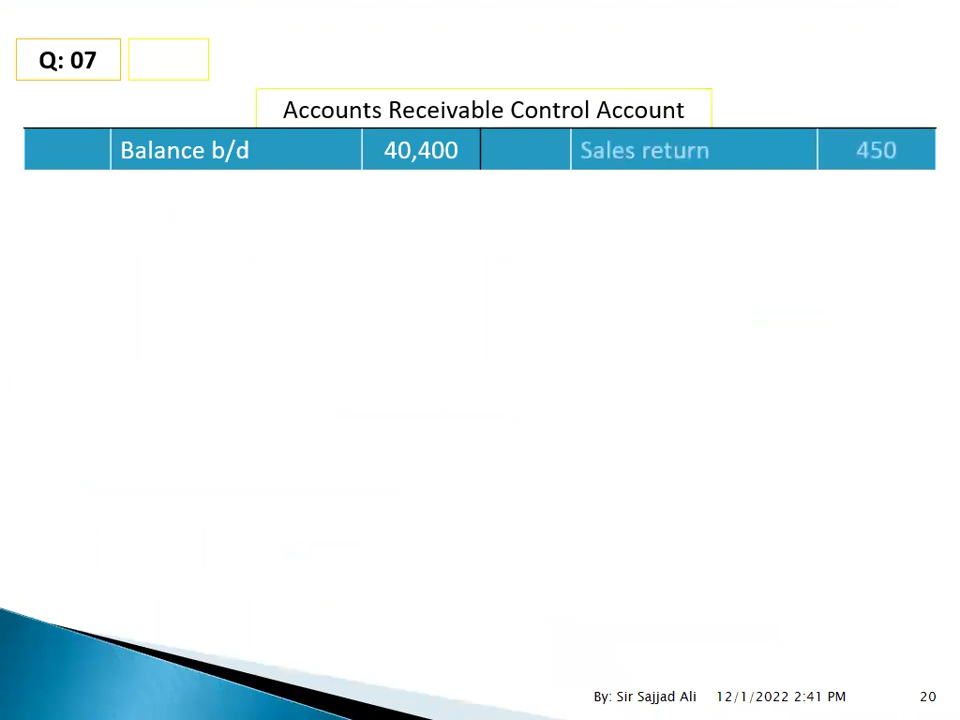 Q: 07
Accounts Receivable Control Account
Balance b/d 40,400 Sales return 450
By: Sir Sajjad Ali 12/1/2022 2:41 PM 20